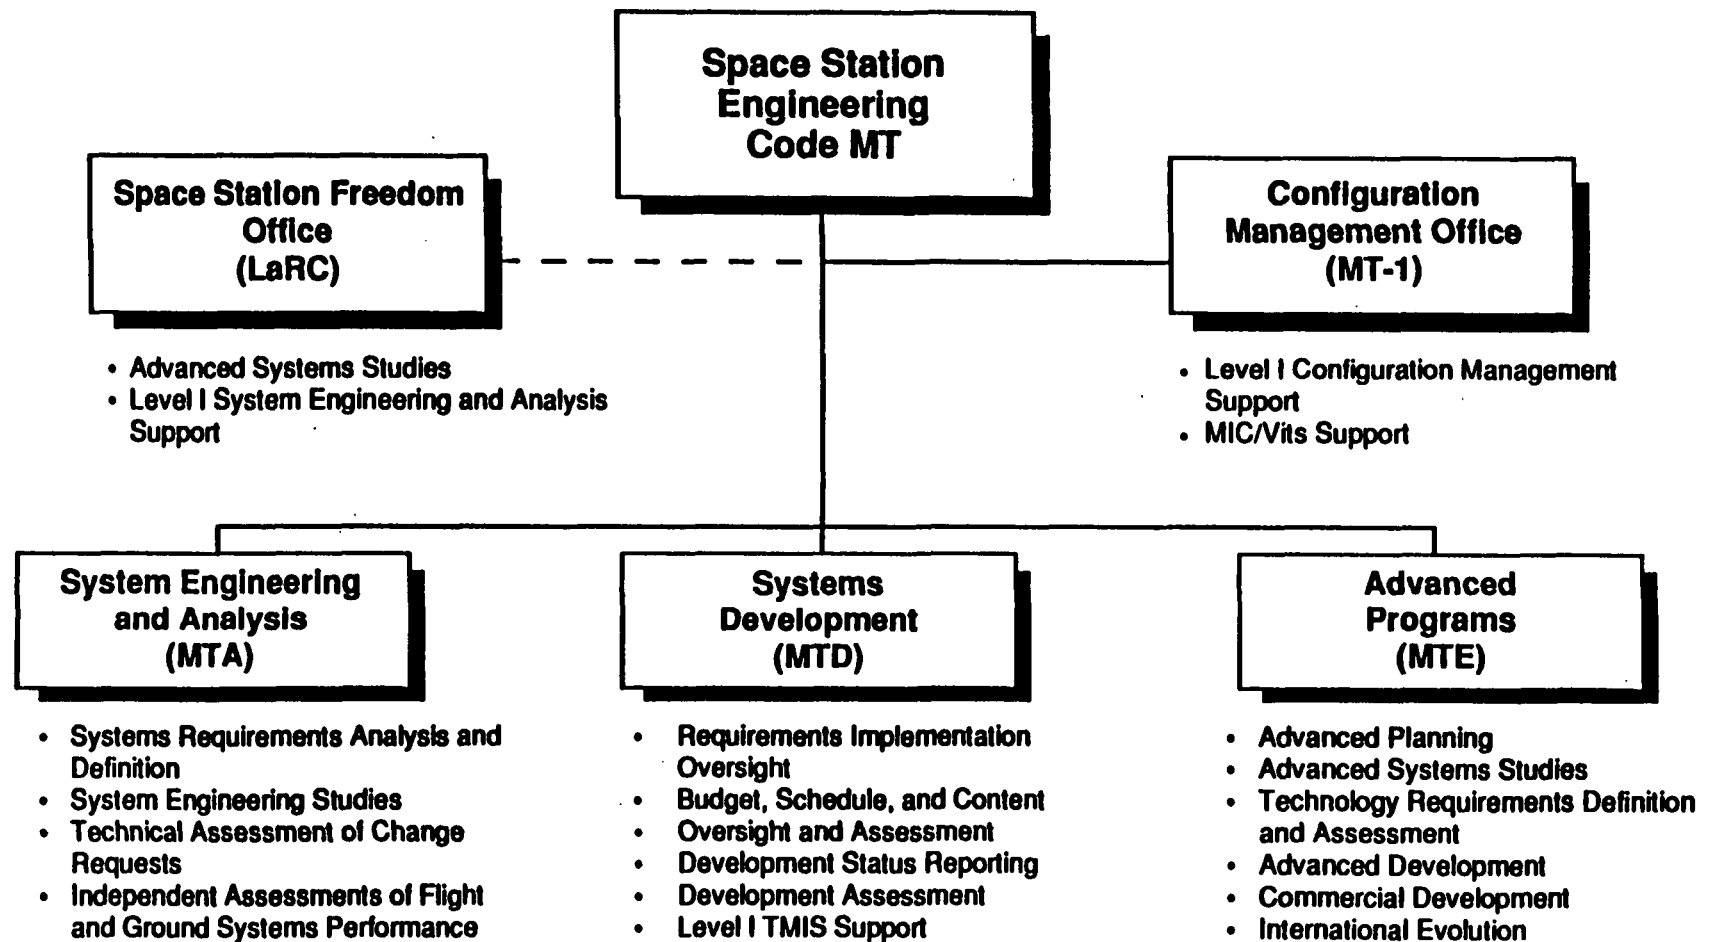 Space Station
Engineering
Code MT
Space Station Freedom
Office
(LaRC)
• Advanced Systems Studies
• Level I System Engineering and Analysis
Support
Configuration
Management Office
(MT-1)
• Level I Configuration Management
Support
• MIC/Vits Support
System Engineering
and Analysis
(MTA)
• Systems Requirements Analysis and
Definition
• System Engineering Studies
• Technical Assessment of Change
Requests
• Independent Assessments of Flight
and Ground Systems Performance
Systems
Development
(MTD)
• Requirements Implementation
Oversight
• Budget, Schedule, and Content
• Oversight and Assessment
• Development Status Reporting
• Development Assessment
• Level I TMIS Support
Advanced
Programs
(MTE)
• Advanced Planning
• Advanced Systems Studies
• Technology Requirements Definition
and Assessment
• Advanced Development
• Commercial Development
• International Evolution